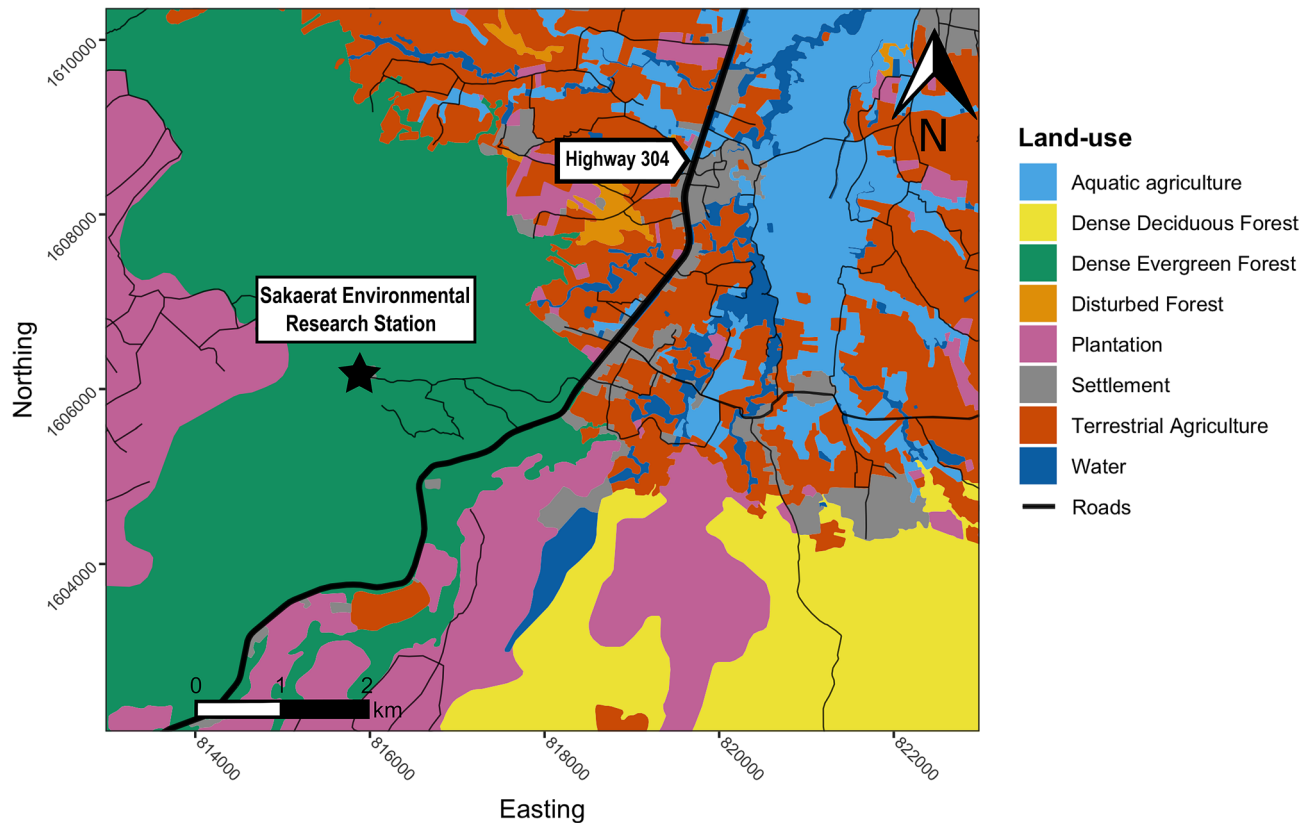 1610000
1608000
1606000
1604000
Northing
Highway 304
Sakaerat Environmental
Research Station
N
0 1 2
km
814000
816000
818000
820000
822000
Easting
Land-use
Aquatic agriculture
Dense Deciduous Forest
Dense Evergreen Forest
Disturbed Forest
Plantation
Settlement
Terrestrial Agriculture
Water
Roads